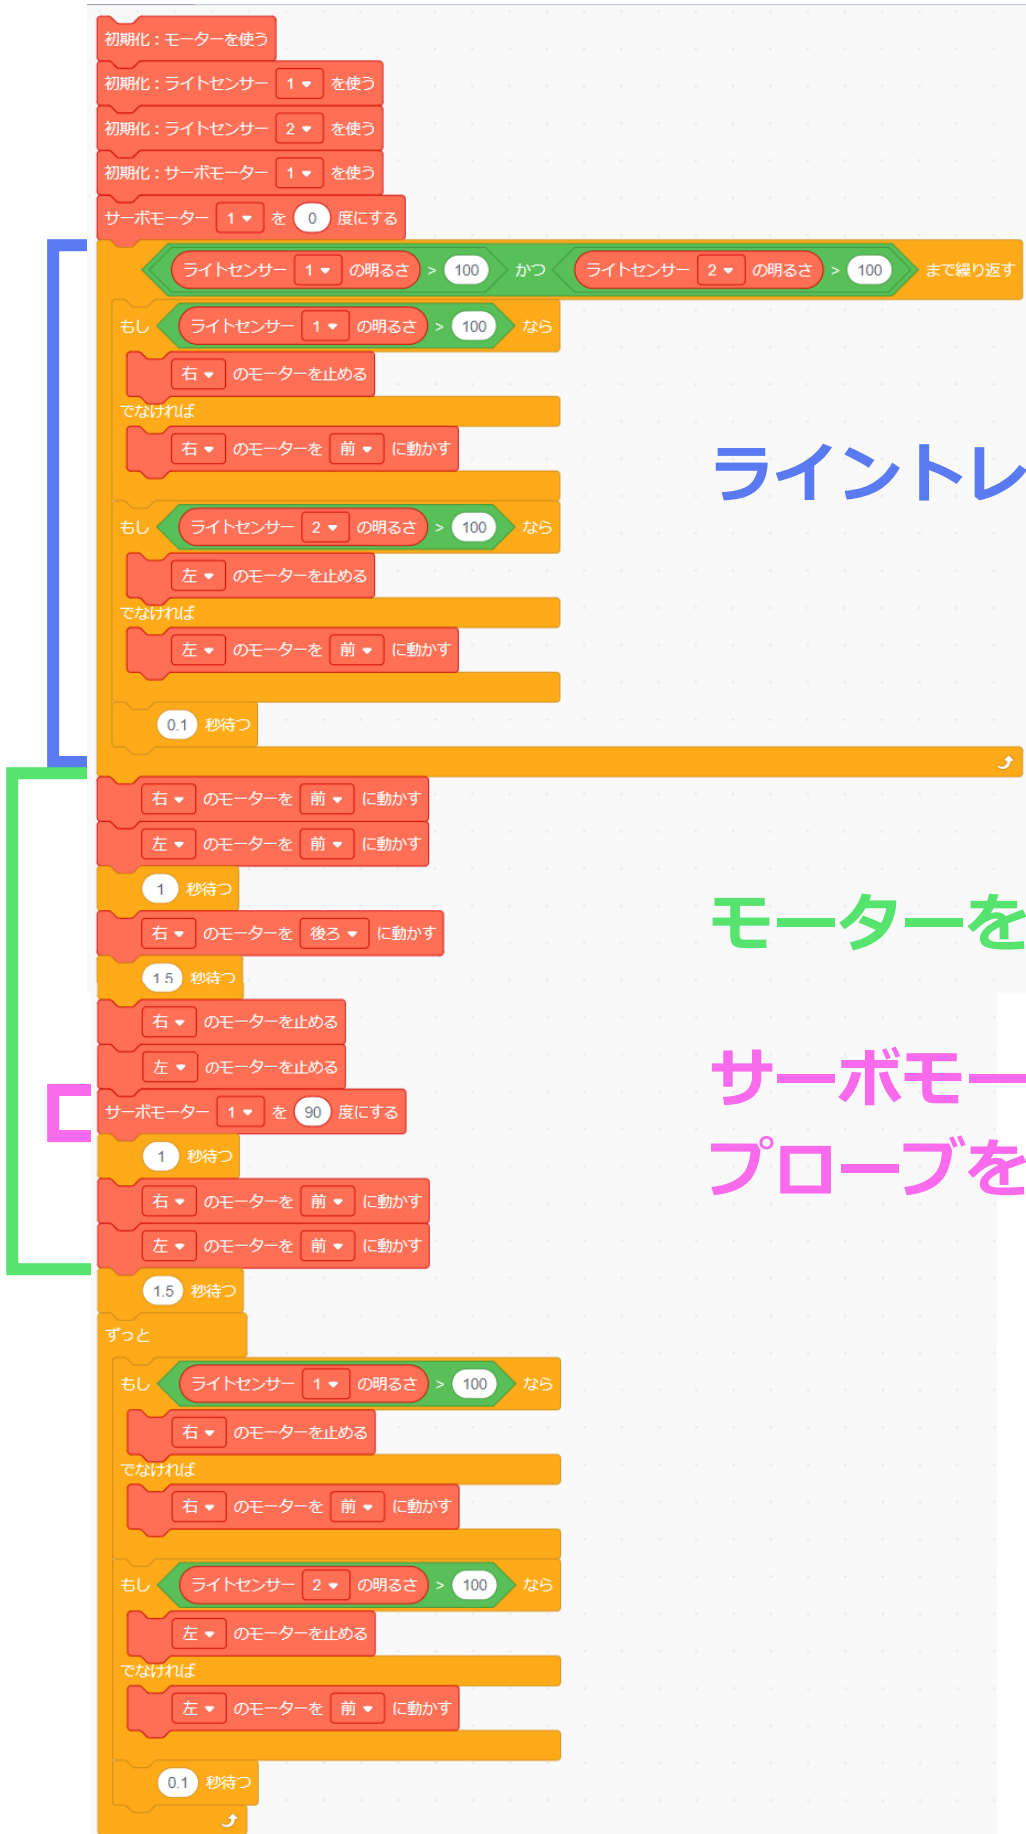 初期化：モーターを使う
初期化：ライトセンサー 1 を使う
初期化：ライトセンサー 2 を使う
初期化：サーボモーター 1 を使う
サーボモーター 1 を 0 度にする
ライトセンサー 1 の明るさ > 100 かつ ライトセンサー 2 の明るさ > 100 まで繰り返す
もし ライトセンサー 1 の明るさ > 100 なら
右 のモーターを止める
でなければ
右 のモーターを 前 に動かす
ライントレ
もし ライトセンサー 2 の明るさ > 100 なら
左 のモーターを止める
でなければ
左 のモーターを 前 に動かす
0.1 秒待つ
右 のモーターを 前 に動かす
左 のモーターを 前 に動かす
1 秒待つ
モーターを
右 のモーターを 後ろ に動かす
1.5 秒待つ
右 のモーターを止める
左 のモーターを止める
サーボモー
サーボモーター 1 を 90 度にする
1 秒待つ
プローブを
右 のモーターを 前 に動かす
左 のモーターを 前 に動かす
1.5 秒待つ
ずっと
もし ライトセンサー 1 の明るさ > 100 なら
右 のモーターを止める
でなければ
右 のモーターを 前 に動かす
もし ライトセンサー 2 の明るさ > 100 なら
左 のモーターを止める
でなければ
左 のモーターを 前 に動かす
0.1 秒待つ